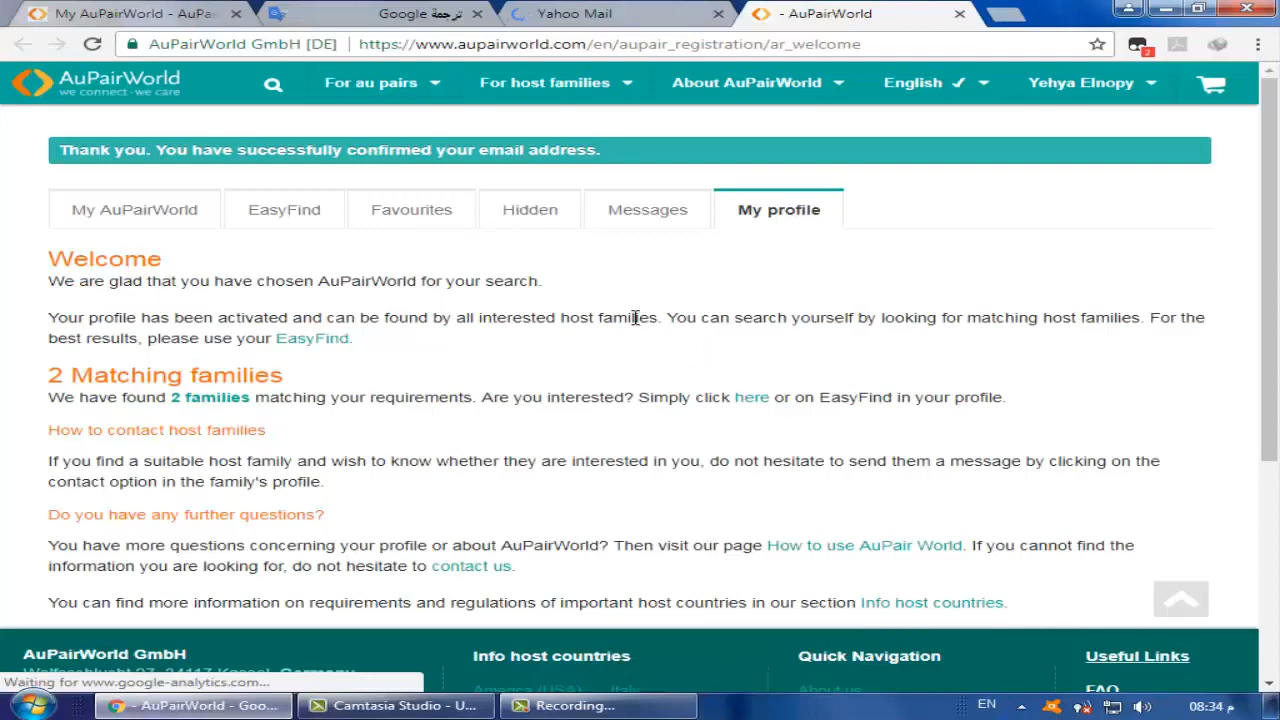 My AuPairWorld - AuPa
ترجمة Google
Yahoo Mail
- AuPairWorld
AuPairWorld GmbH [DE]
https://www.aupairworld.com/en/aupair_registration/ar_welcome
2
AuPairWorld
we connect·we care
For au pairs
For host families
About AuPairWorld
English
Yehya Elnopy
Thank you. You have successfully confirmed your email address.
My AuPairWorld
EasyFind
Favourites
Hidden
Messages
My profile
Welcome
We are glad that you have chosen AuPairWorld for your search.
Your profile has been activated and can be found by all interested host families. You can search yourself by looking for matching host families. For the
best results, please use your EasyFind.
2 Matching families
We have found 2 families matching your requirements. Are you interested? Simply click here or on EasyFind in your profile.
How to contact host families
If you find a suitable host family and wish to know whether they are interested in you, do not hesitate to send them a message by clicking on the
contact option in the family's profile.
Do you have any further questions?
You have more questions concerning your profile or about AuPairWorld? Then visit our page How to use AuPair World. If you cannot find the
information you are looking for, do not hesitate to contact us.
You can find more information on requirements and regulations of important host countries in our section Info host countries.
AuPairWorld GmbH
Info host countries
Quick Navigation
Useful Links
America (USA)
Italy
About us
FAQ
Waiting for www.google-analytics.com...
- AuPairWorld - Goo...
Camtasia Studio - U...
Recording...
EN
08:34 م